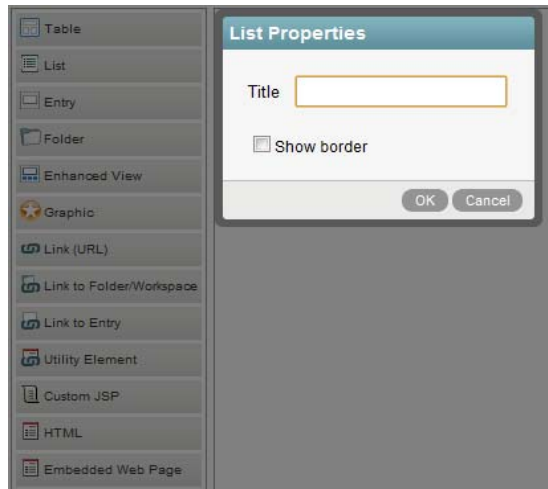 Table
List
Entry
Folder
Enhanced View
Graphic
Link (URL)
Link to Folder/Workspace
Link to Entry
Utility Element
Custom JSP
HTML
Embedded Web Page
List Properties
Title
Show border
OK Cancel